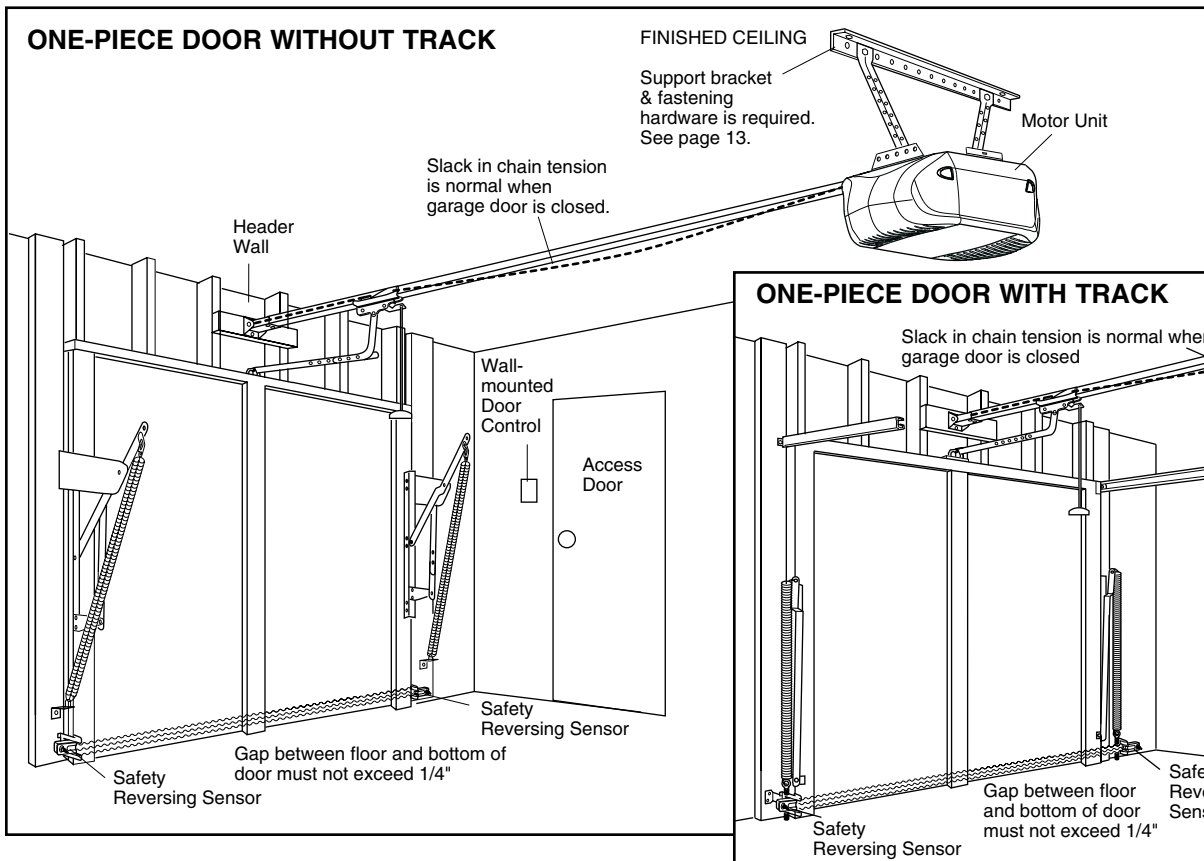 ONE-PIECE DOOR WITHOUT TRACK
FINISHED CEILING
Support bracket
& fastening
hardware is required.
See page 13.
Motor Unit
Slack in chain tension
is normal when
garage door is closed.
Header
Wall
Wall-
mounted
Door
Control
Access
Door
Safety
Reversing Sensor
Gap between floor and bottom of
door must not exceed 1/4"
Safety
Reversing Sensor
ONE-PIECE DOOR WITH TRACK
Slack in chain tension is normal when
garage door is closed
Gap between floor
and bottom of door
must not exceed 1/4"
Safe
Reve
Sens
Safety
Reversing Sensor